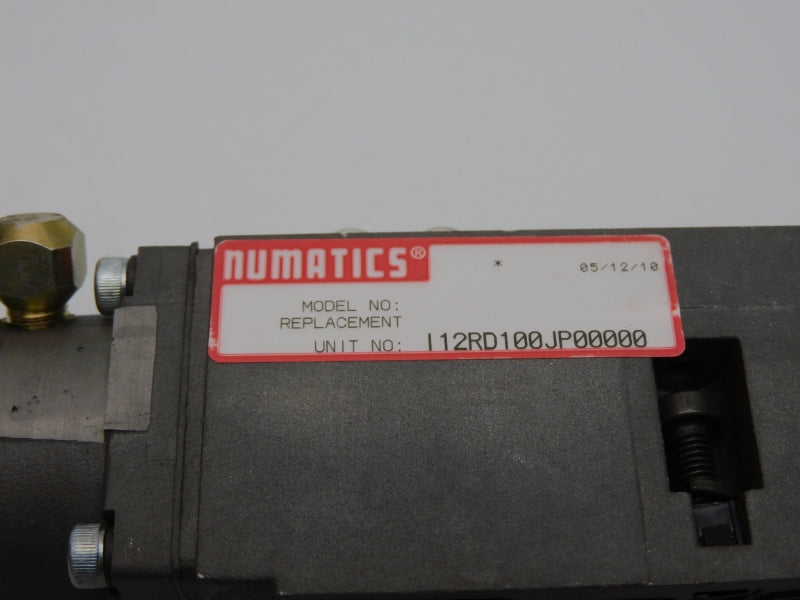 NUMATICS® * 05/12/10
MODEL NO:
REPLACEMENT
UNIT NO: I12RD100JP00000